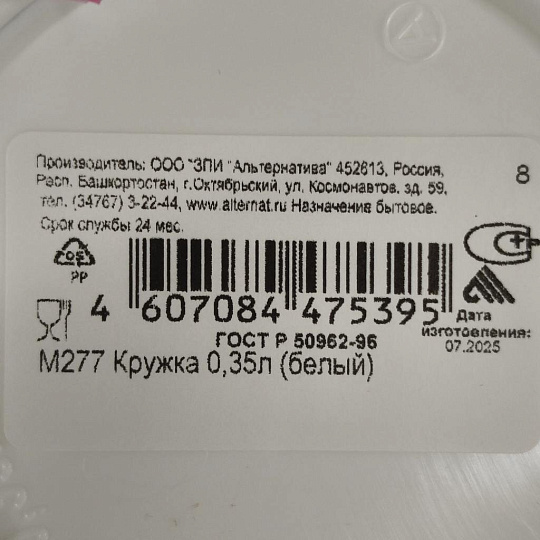 Производитель: ООО "ЗПИ "Альтернатива" 452613, Россия,
Респ. Башкортостан, г.Октябрьский, ул. Космонавтов, зд. 59,
тел. (34767) 3-22-44, www.alternat.ru Назначение бытовое.
Срок службы 24 мес.
8
05
PP
4 607084 475395
Дата
изготовления:
07.2025
ГОСТ Р 50962-96
М277 Кружка 0,35л (белый)